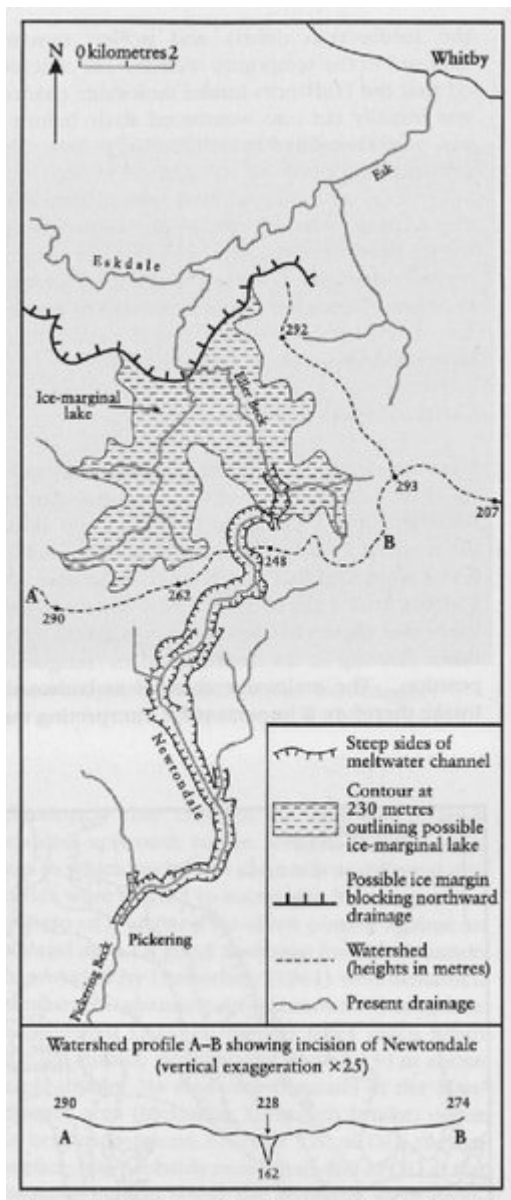 N
0 kilometres 2
Whitby
Esk
Eskdale
292
Ice-marginal
lake
Eller Beck
293
207
B
248
A
262
290
Newtondale
Steep sides of
meltwater channel
Contour at
230 metres
outlining possible
ice-marginal lake
Possible ice margin
blocking northward
drainage
Pickering
Watershed
(heights in metres)
Pickering Beck
Present drainage
Watershed profile A–B showing incision of Newtondale
(vertical exaggeration ×25)
290
228
274
A
B
162